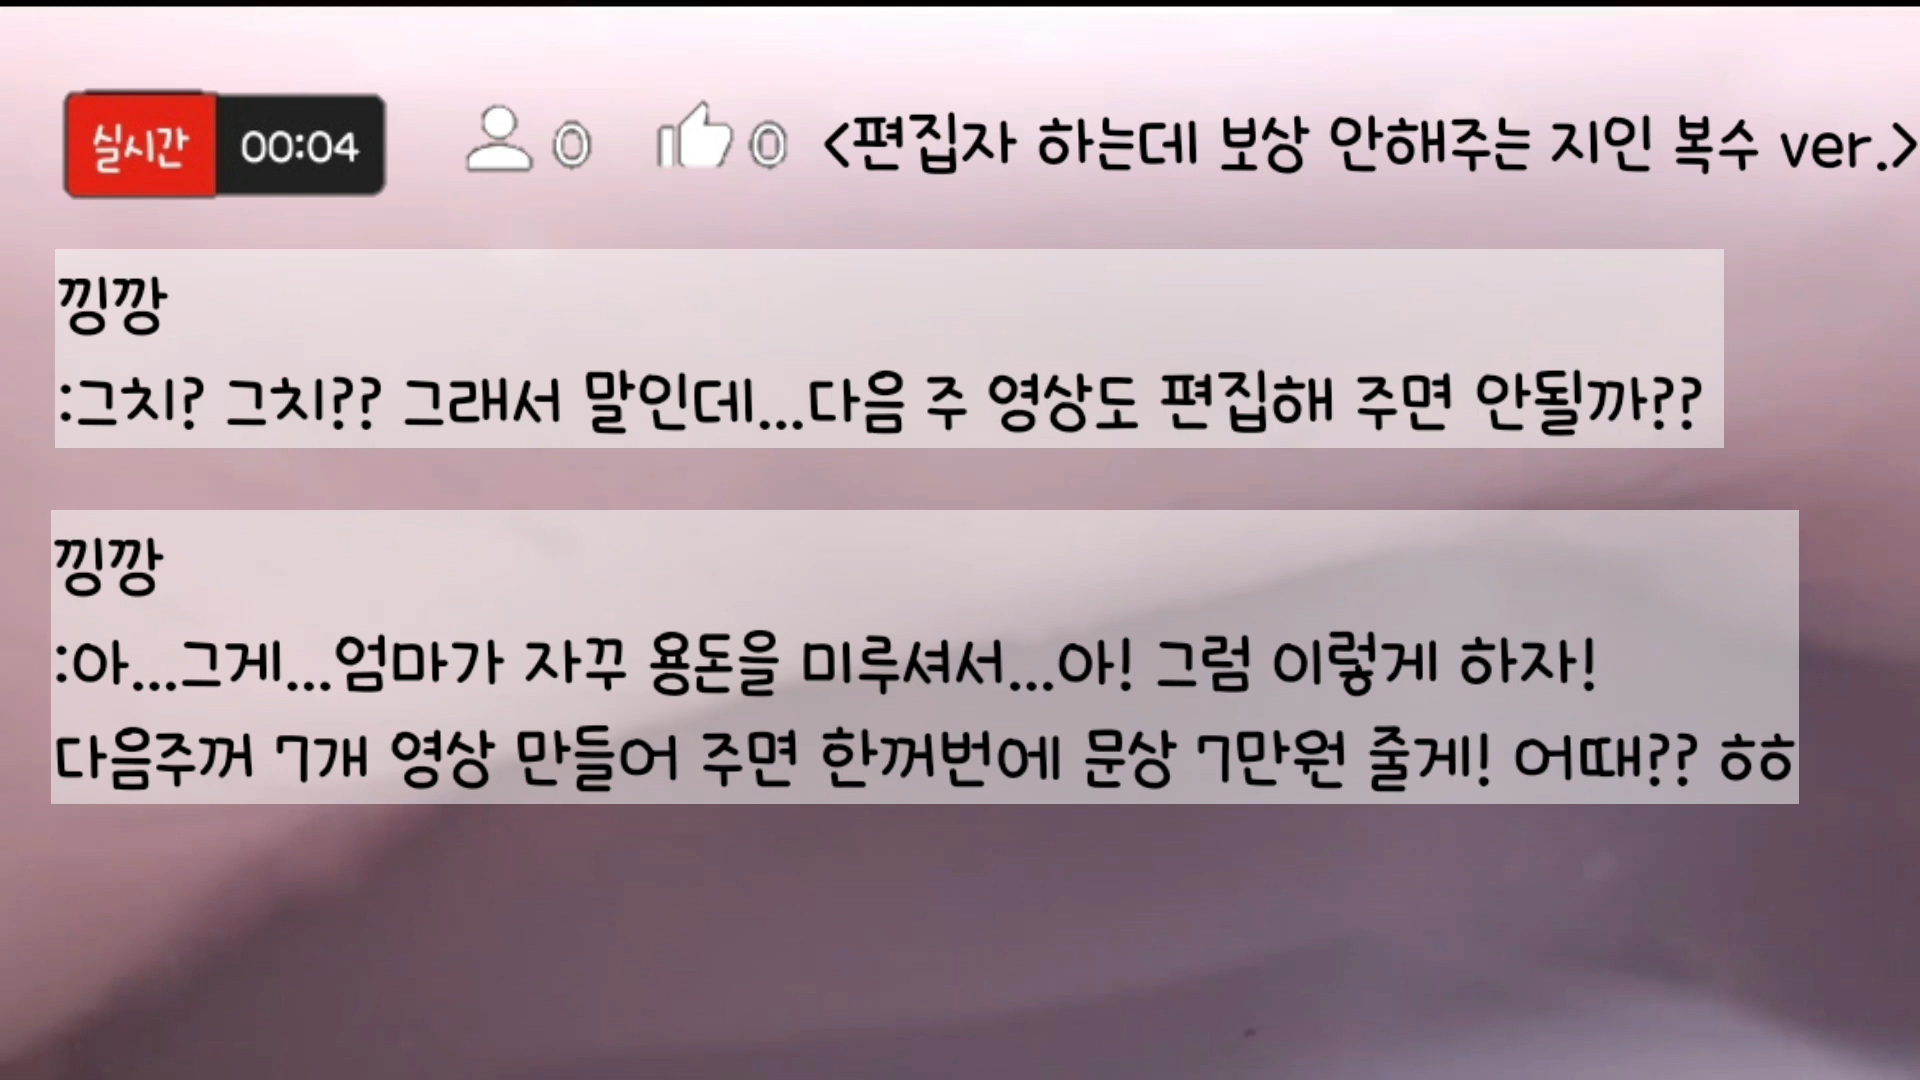 실시간 00:04 0 0 <편집자 하는데 보상 안해주는 지인 복수 ver.>
낑깡
:그치? 그치?? 그래서 말인데...다음 주 영상도 편집해 주면 안될까??
낑깡
:아...그게...엄마가 자꾸 용돈을 미루셔서...아! 그럼 이렇게 하자!
다음주꺼 7개 영상 만들어 주면 한꺼번에 문상 7만원 줄게! 어때?? ㅎㅎ